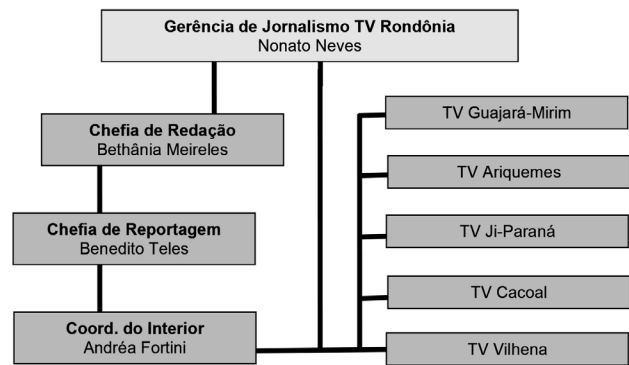 Gerência de Jornalismo TV Rondônia
Nonato Neves
Chefia de Redação
Bethânia Meireles
Chefia de Reportagem
Benedito Teles
Coord. do Interior
Andréa Fortini
TV Guajará-Mirim
TV Ariquemes
TV Ji-Paraná
TV Cacoal
TV Vilhena